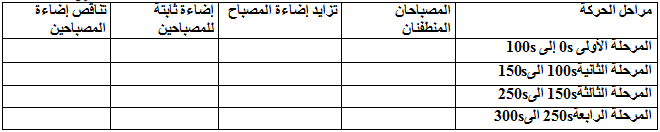 مراحل الحركة المصباحان المنطفئان تزايد إضاءة المصباح إضاءة ثابتة للمصباحين تناقص إضاءة المصباحين
المرحلة الأولى 0s إلى 100s
المرحلة الثانية100s الى150s
المرحلة الثالثة150s الى250s
المرحلة الرابعة250s الى300s